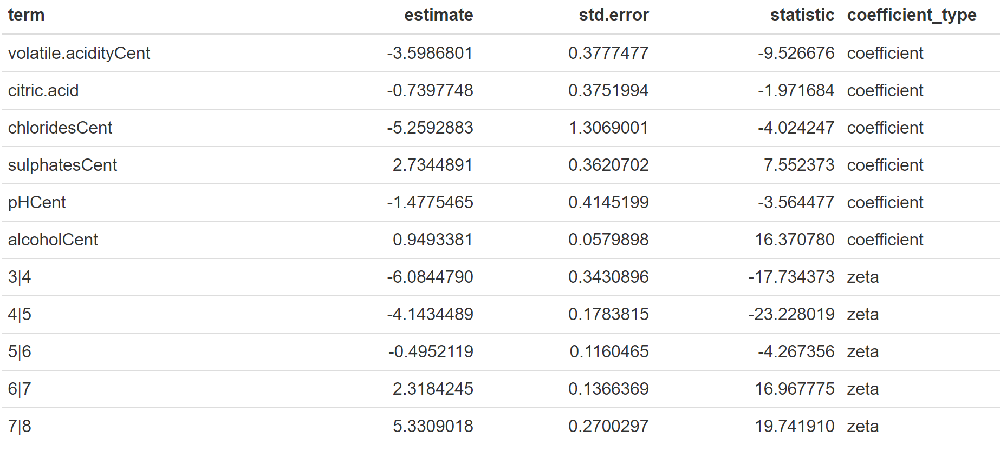 term estimate std.error statistic coefficient_type
volatile.acidityCent -3.5986801 0.3777477 -9.526676 coefficient
citric.acid -0.7397748 0.3751994 -1.971684 coefficient
chloridesCent -5.2592883 1.3069001 -4.024247 coefficient
sulphatesCent 2.7344891 0.3620702 7.552373 coefficient
pHCent -1.4775465 0.4145199 -3.564477 coefficient
alcoholCent 0.9493381 0.0579898 16.370780 coefficient
3|4 -6.0844790 0.3430896 -17.734373 zeta
4|5 -4.1434489 0.1783815 -23.228019 zeta
5|6 -0.4952119 0.1160465 -4.267356 zeta
6|7 2.3184245 0.1366369 16.967775 zeta
7|8 5.3309018 0.2700297 19.741910 zeta